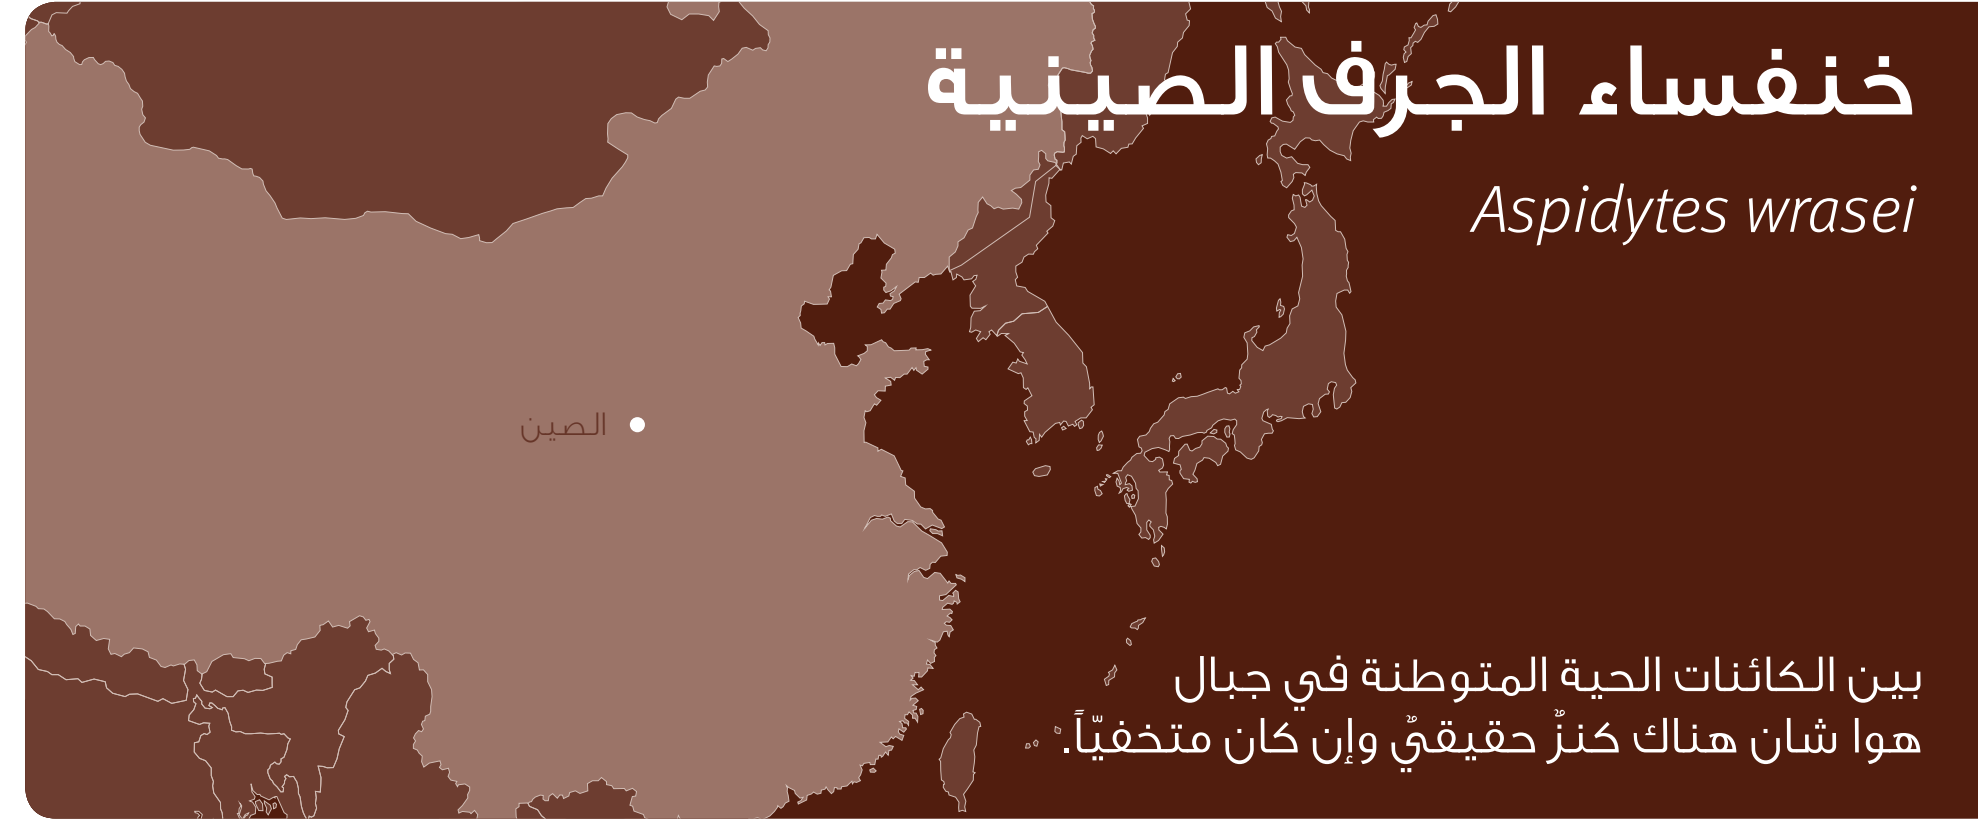 خنفساء الجرف الصينية
Aspidytes wrasei
الصين
بين الكائنات الحية المتوطنة في جبال
هوا شان هناك كنزٌ حقيقيٌ وإن كان متخفيّاً.